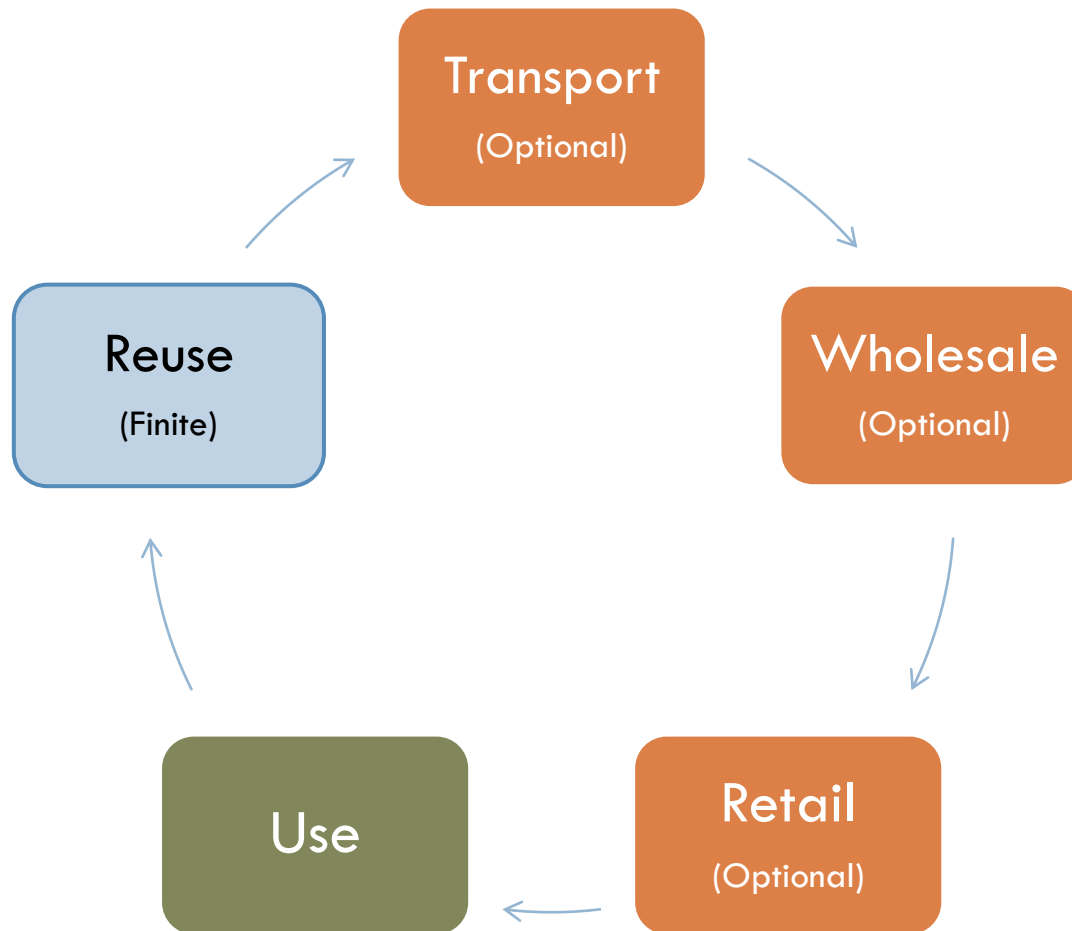 Transport
(Optional)
Wholesale
(Optional)
Retail
(Optional)
Use
Reuse
(Finite)